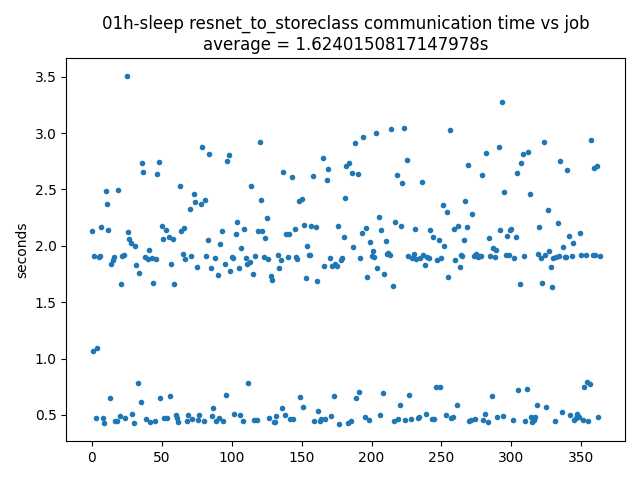 01h-sleep resnet_to_storeclass communication time vs job
average = 1.6240150817147978s
3.5
3.0
2.5
2.0
1.5
1.0
0.5
seconds
0 50 100 150 200 250 300 350